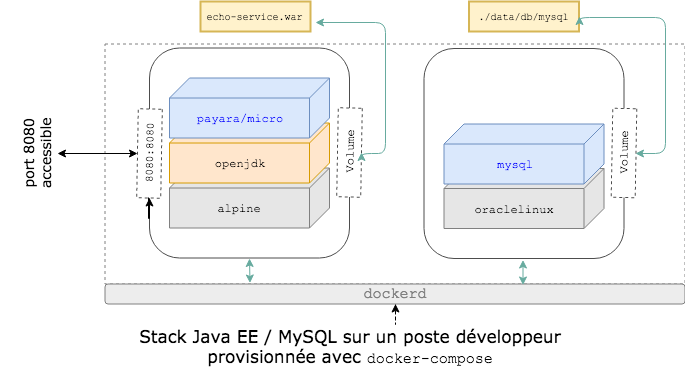 echo-service.war
./data/db/mysql
port 8080
accessible
8080:8080
payara/micro
openjdk
alpine
Volume
mysql
oraclelinux
Volume
dockerd
Stack Java EE / MySQL sur un poste développeur
provisionnée avec docker-compose